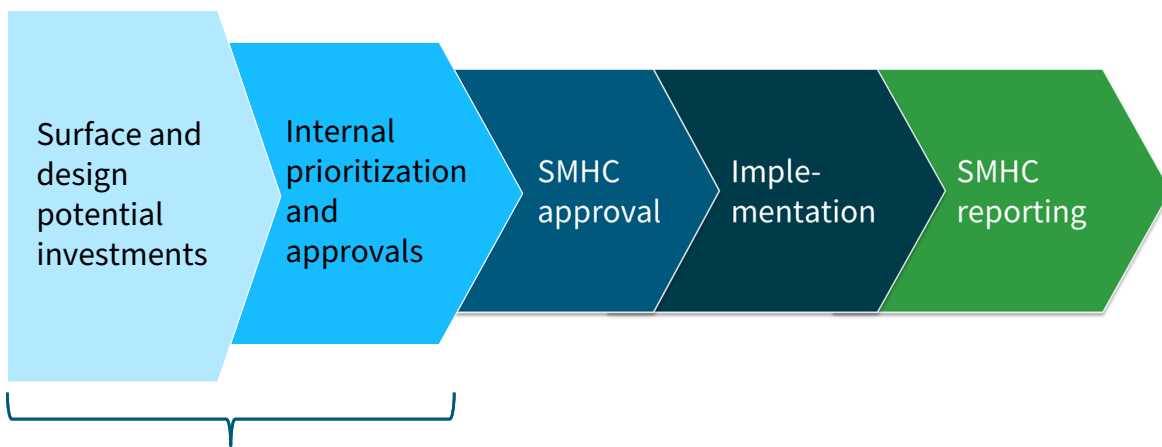 Surface and
design
potential
investments
Internal
prioritization
and
approvals
SMHC
approval
Imple-
mentation
SMHC
reporting